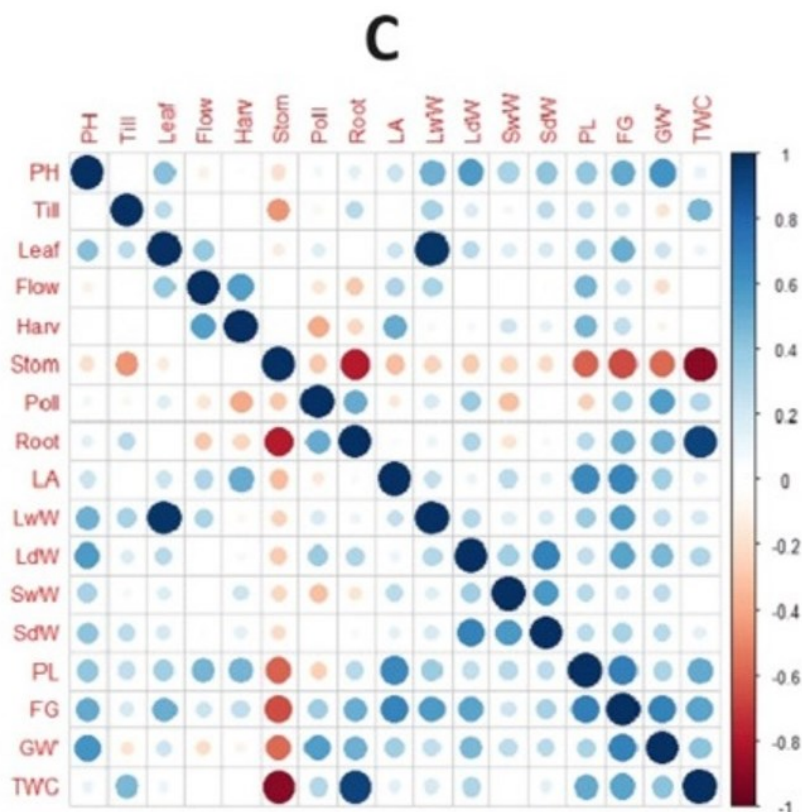 C
PH Till Leaf Flow Harv Stom Poll Root LA LwW LdW SwW SdW PL FG GW' TWC
PH
Till
Leaf
Flow
Harv
Stom
Poll
Root
LA
LwW
LdW
SwW
SdW
PL
FG
GW'
TWC
1
0.8
0.6
0.4
0.2
0
-0.2
-0.4
-0.6
-0.8
-1